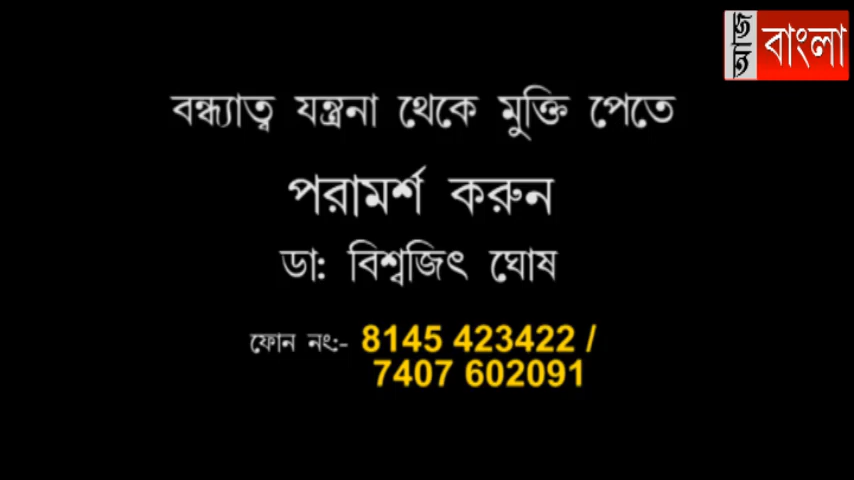 আজ বাংলা
বন্ধ্যাত্ব যন্ত্রনা থেকে মুক্তি পেতে
পরামর্শ করুন
ডা: বিশ্বজিৎ ঘোষ
ফোন নং:- 8145 423422 /
7407 602091